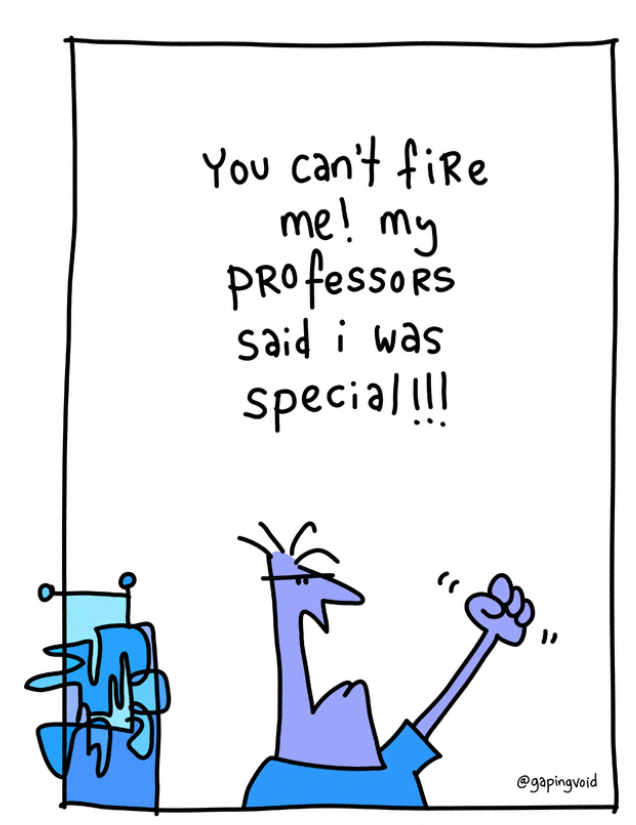 You can't fiRe
me! my
PROfessoRs
said i was
special!!!
@gapingvoid